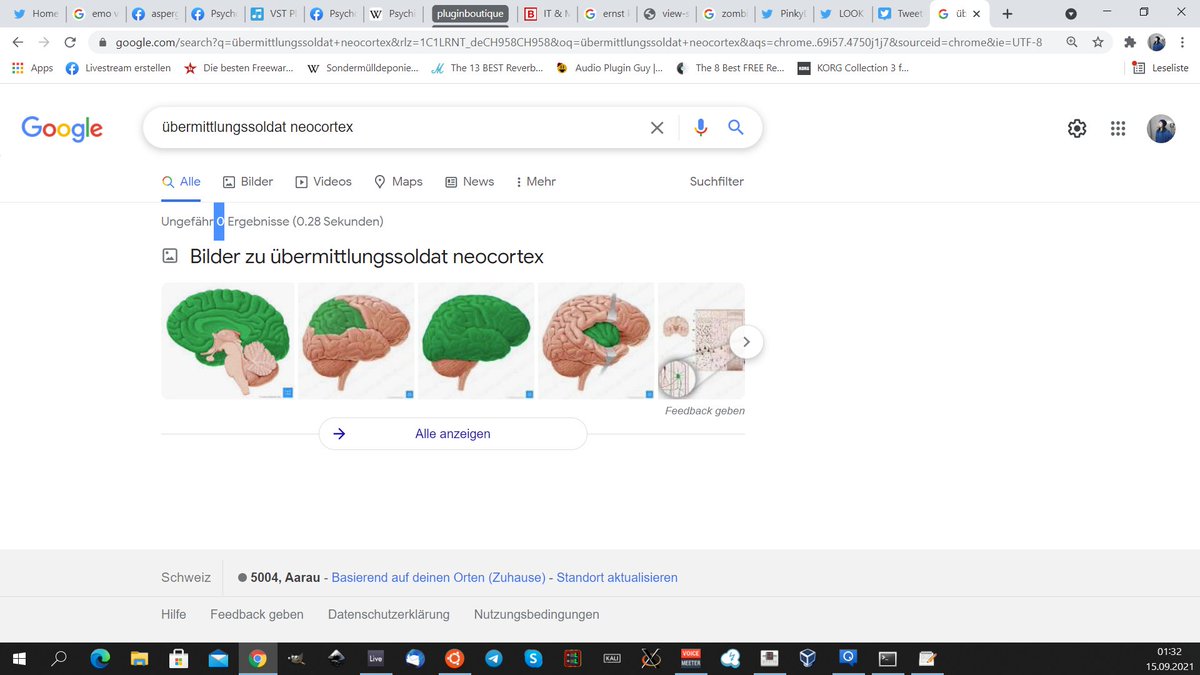 Home
emo v
asperg
Psych
VST Pl
Psych
Psych
pluginboutique
IT & M
ernst
view-s
zomb
Pinky
LOOK
Tweet
üb
google.com/search?q=übermittlungssoldat+neocortex&rlz=1C1LRNT_deCH958CH958&oq=übermittlungssoldat+neocortex&aqs=chrome..69i57.4750j1j7&sourceid=chrome&ie=UTF-8
Apps
Livestream erstellen
Die besten Freewar...
Sondermülldeponie...
The 13 BEST Reverb...
Audio Plugin Guy |...
The 8 Best FREE Re...
KORG Collection 3 f...
Leseliste
Google
übermittlungssoldat neocortex
Alle
Bilder
Videos
Maps
News
Mehr
Suchfilter
Ungefähr 0 Ergebnisse (0.28 Sekunden)
Bilder zu übermittlungssoldat neocortex
Feedback geben
Alle anzeigen
Schweiz
5004, Aarau - Basierend auf deinen Orten (Zuhause) - Standort aktualisieren
Hilfe
Feedback geben
Datenschutzerklärung
Nutzungsbedingungen
Live
KALI
VOICE
MEETER
01:32
15.09.2021